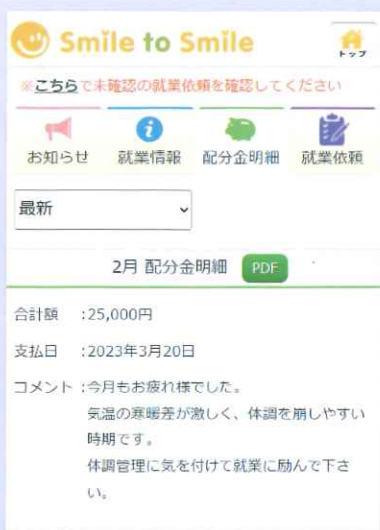 Smile to Smile
トップ
※こちらで未確認の就業依頼を確認してください
お知らせ 就業情報 配分金明細 就業依頼
最新
2月 配分金明細 PDF
合計額 :25,000円
支払日 :2023年3月20日
コメント :今月もお疲れ様でした。
気温の寒暖差が激しく、体調を崩しやすい
時期です。
体調管理に気を付けて就業に励んで下さ
い。